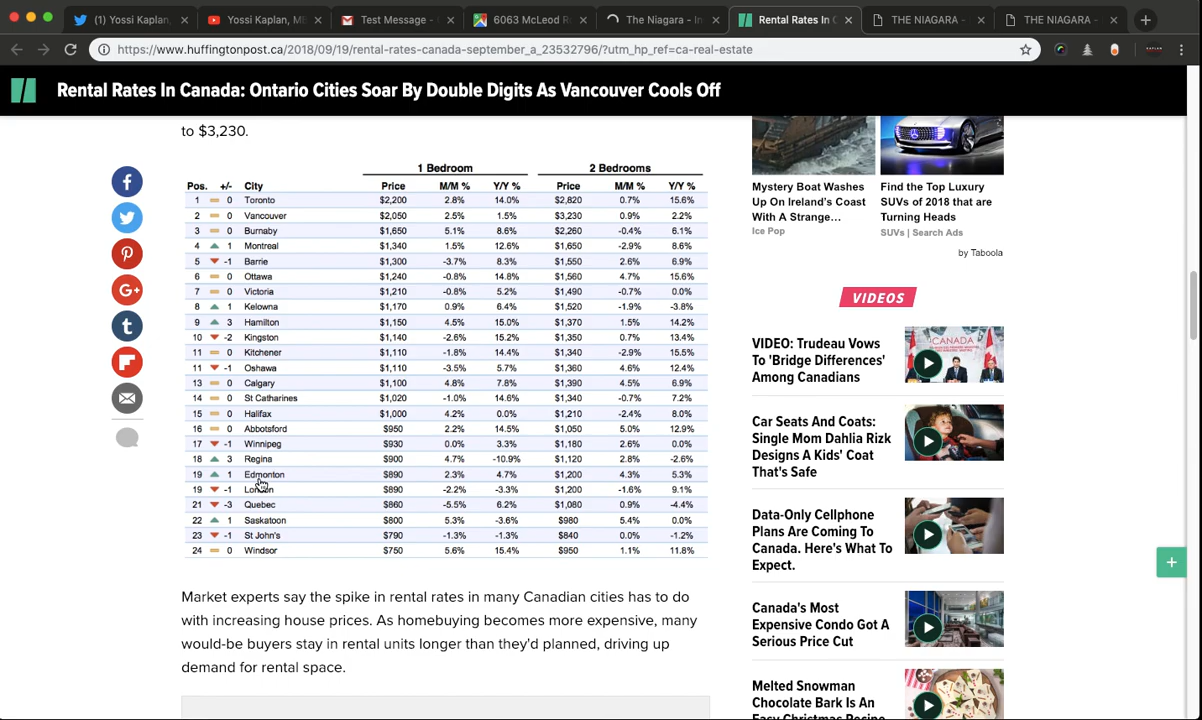 (1) Yossi Kaplan,
Yossi Kaplan, M
Test Message -
6063 McLeod R
The Niagara - In
Rental Rates In C
THE NIAGARA -
THE NIAGARA -
https://www.huffingtonpost.ca/2018/09/19/rental-rates-canada-september_a_23532796/?utm_hp_ref=ca-real-estate
Rental Rates In Canada: Ontario Cities Soar By Double Digits As Vancouver Cools Off
to $3,230.
1 Bedroom 2 Bedrooms
Pos. +/- City Price M/M % Y/Y % Price M/M % Y/Y %
1 0 Toronto $2,200 2.8% 14.0% $2,820 0.7% 15.6%
2 0 Vancouver $2,050 2.5% 1.5% $3,230 0.9% 2.2%
3 0 Burnaby $1,650 5.1% 8.6% $2,260 -0.4% 6.1%
4 1 Montreal $1,340 1.5% 12.6% $1,650 -2.9% 8.6%
5 -1 Barrie $1,300 -3.7% 8.3% $1,550 2.6% 6.9%
6 0 Ottawa $1,240 -0.8% 14.8% $1,560 4.7% 15.6%
7 0 Victoria $1,210 -0.8% 5.2% $1,490 -0.7% 0.0%
8 1 Kelowna $1,170 0.9% 6.4% $1,520 -1.9% -3.8%
9 3 Hamilton $1,150 4.5% 15.0% $1,370 1.5% 14.2%
10 -2 Kingston $1,140 -2.6% 15.2% $1,350 0.7% 13.4%
11 0 Kitchener $1,110 -1.8% 14.4% $1,340 -2.9% 15.5%
11 -1 Oshawa $1,110 -3.5% 5.7% $1,360 4.6% 12.4%
13 0 Calgary $1,100 4.8% 7.8% $1,390 4.5% 6.9%
14 0 St Catharines $1,020 -1.0% 14.6% $1,340 -0.7% 7.2%
15 0 Halifax $1,000 4.2% 0.0% $1,210 -2.4% 8.0%
16 0 Abbotsford $950 2.2% 14.5% $1,050 5.0% 12.9%
17 -1 Winnipeg $930 0.0% 3.3% $1,180 2.6% 0.0%
18 3 Regina $900 4.7% -10.9% $1,120 2.8% -2.6%
19 1 Edmonton $890 2.3% 4.7% $1,200 4.3% 5.3%
19 -1 London $890 -2.2% -3.3% $1,200 -1.6% 9.1%
21 -3 Quebec $860 -5.5% 6.2% $1,080 0.9% -4.4%
22 1 Saskatoon $800 5.3% -3.6% $980 5.4% 0.0%
23 -1 St John's $790 -1.3% -1.3% $840 0.0% -1.2%
24 0 Windsor $750 5.6% 15.4% $950 1.1% 11.8%
Market experts say the spike in rental rates in many Canadian cities has to do
with increasing house prices. As homebuying becomes more expensive, many
would-be buyers stay in rental units longer than they'd planned, driving up
demand for rental space.
Mystery Boat Washes
Up On Ireland's Coast
With A Strange...
Ice Pop
Find the Top Luxury
SUVs of 2018 that are
Turning Heads
SUVs | Search Ads
by Taboola
VIDEOS
VIDEO: Trudeau Vows
To 'Bridge Differences'
Among Canadians
CANADA
Car Seats And Coats:
Single Mom Dahlia Rizk
Designs A Kids' Coat
That's Safe
Data-Only Cellphone
Plans Are Coming To
Canada. Here's What To
Expect.
Canada's Most
Expensive Condo Got A
Serious Price Cut
Melted Snowman
Chocolate Bark Is An
Easy Christmas Recipe